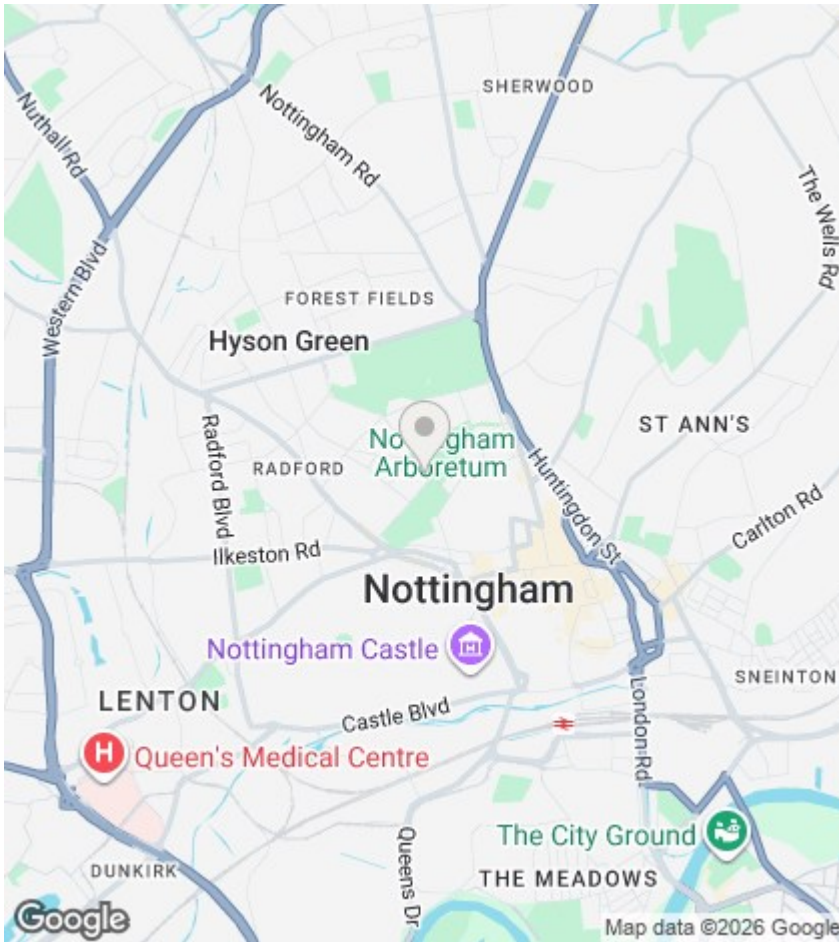 SHERWOOD
Nuthall Rd
Nottingham Rd
The Wells Rd
Western Blvd
FOREST FIELDS
Hyson Green
ST ANN'S
Nottingham
Arboretum
RADFORD
Radford Blvd
Huntingdon St
Carlton Rd
Ilkeston Rd
Nottingham
Nottingham Castle
SNEINTON
LENTON
Castle Blvd
London Rd
H
Queen's Medical Centre
The City Ground
Queens Dr
DUNKIRK
THE MEADOWS
Google
Map data ©2026 Google